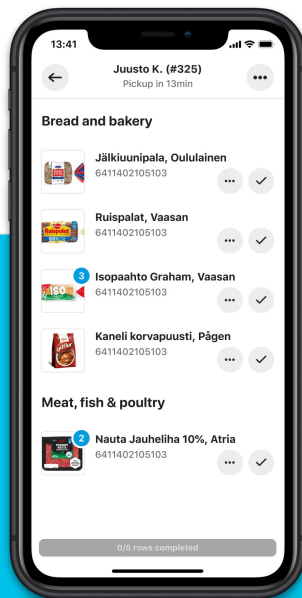 13:41
Juusto K. (#325)
Pickup in 13min
Bread and bakery
Jälkiuunipala, Oululainen
6411402105103
Ruispalat, Vaasan
6411402105103
3
Isopaahto Graham, Vaasan
6411402105103
ISO
Kaneli korvapuusti, Pågen
6411402105103
gifflar
Meat, fish & poultry
2
Nauta Jauheliha 10%, Atria
6411402105103
0/5 rows completed